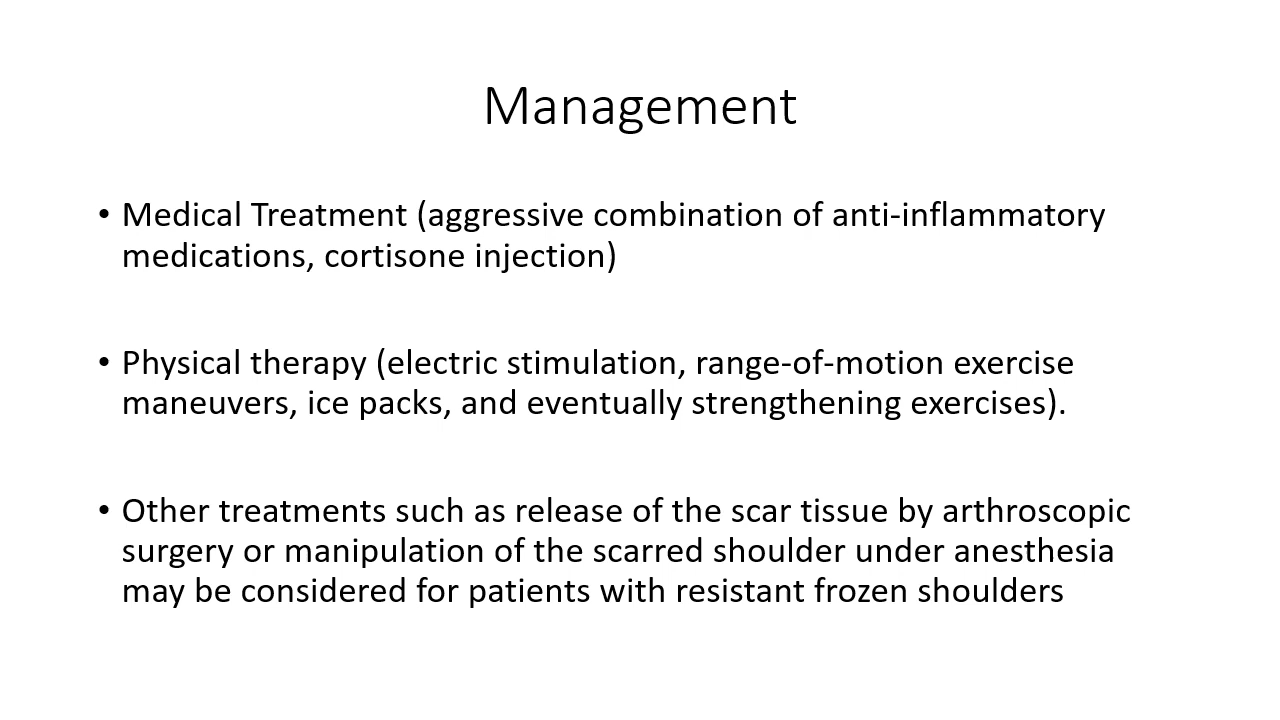 Management
• Medical Treatment (aggressive combination of anti-inflammatory
medications, cortisone injection)
• Physical therapy (electric stimulation, range-of-motion exercise
maneuvers, ice packs, and eventually strengthening exercises).
• Other treatments such as release of the scar tissue by arthroscopic
surgery or manipulation of the scarred shoulder under anesthesia
may be considered for patients with resistant frozen shoulders